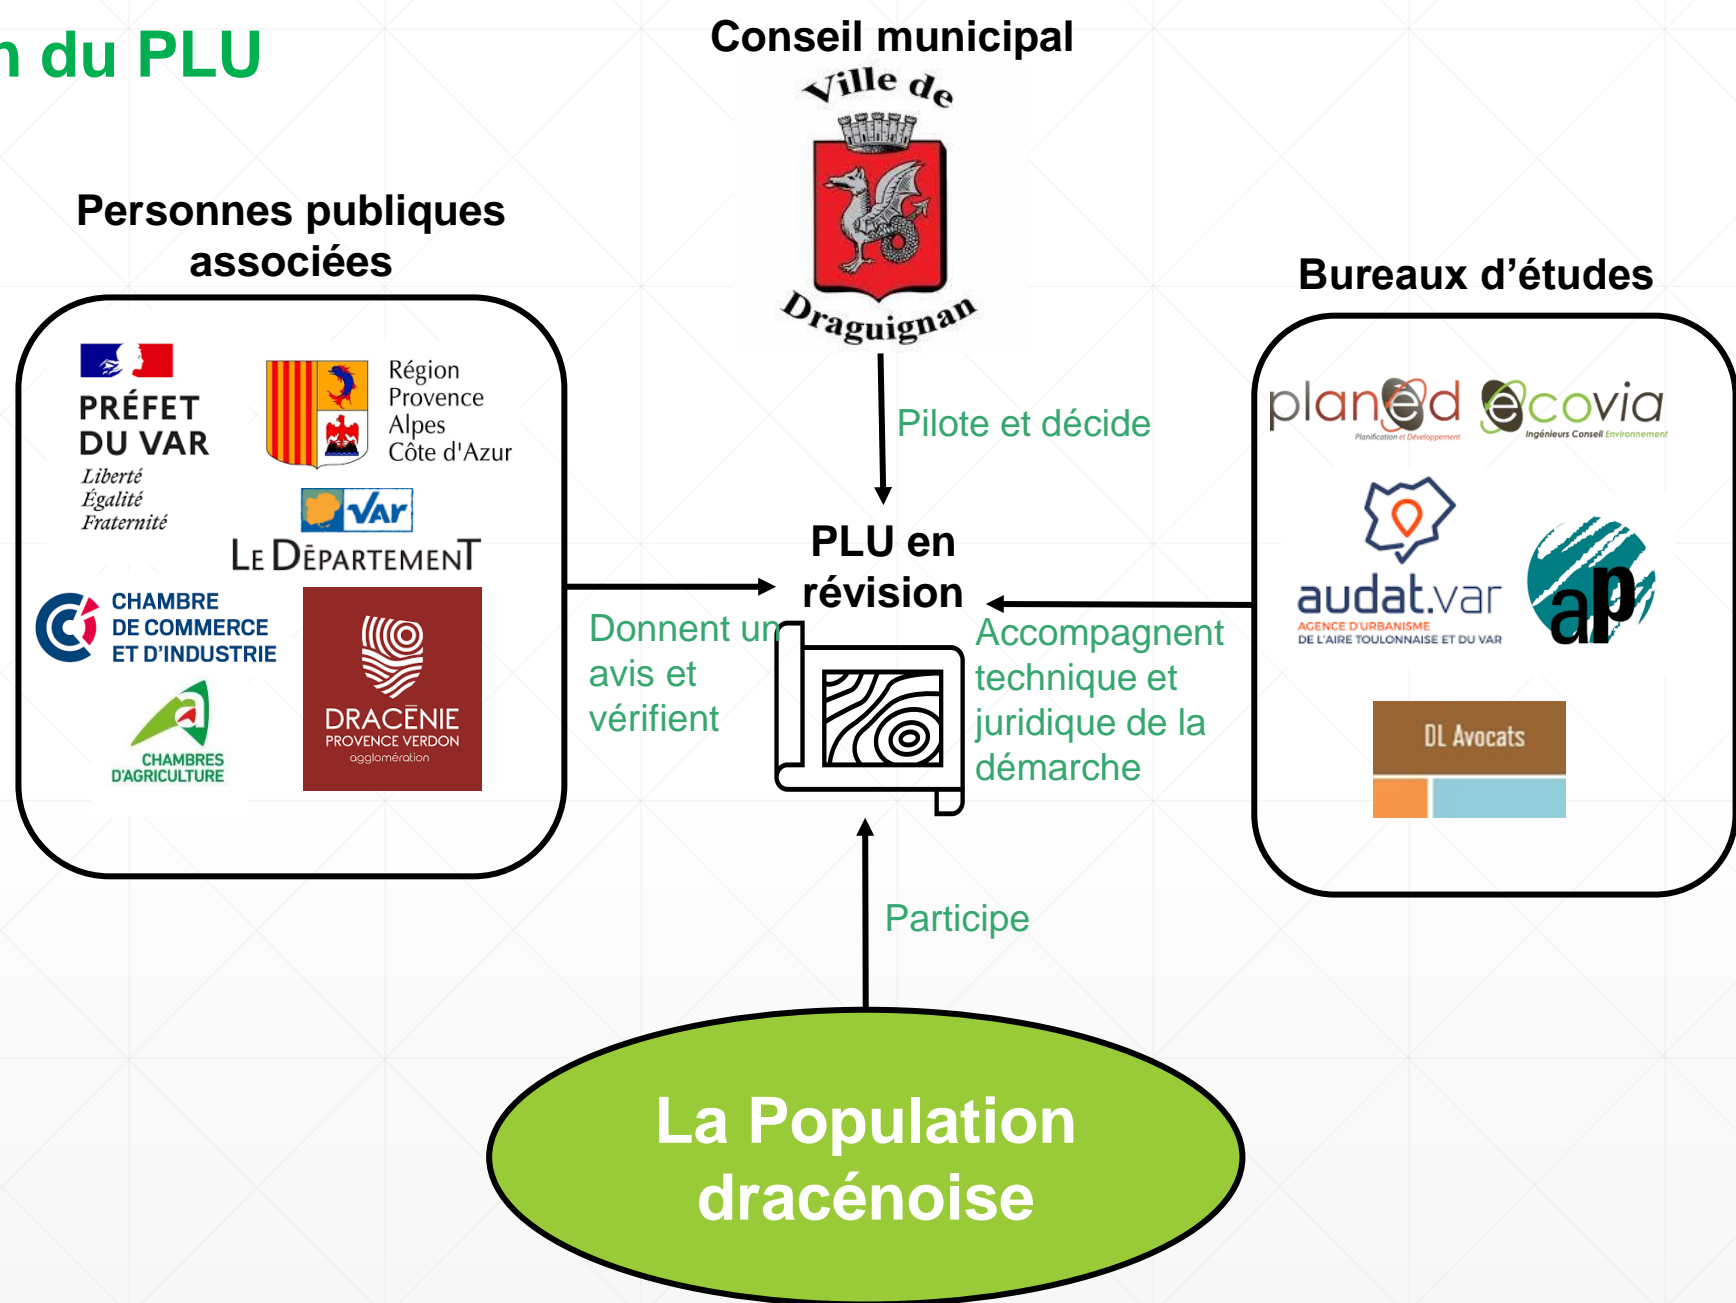 n du PLU
Conseil municipal
Ville de
Draguignan
Personnes publiques
associées
PRÉFET
DU VAR
Liberté
Égalité
Fraternité
Région
Provence
Alpes
Côte d'Azur
VAR
LE DÉPARTEMENT
CHAMBRE
DE COMMERCE
ET D'INDUSTRIE
CHAMBRES
D'AGRICULTURE
DRACÉNIE
PROVENCE VERDON
agglomération
Pilote et décide
PLU en
révision
Donnent un
avis et
vérifient
Accompagnent
technique et
juridique de la
démarche
Bureaux d'études
planèd
Planification et Développement
ècovia
Ingénieurs Conseil Environnement
audat.var
AGENCE D'URBANISME
DE L'AIRE TOULONNAISE ET DU VAR
ap
DL Avocats
Participe
La Population
dracénoise